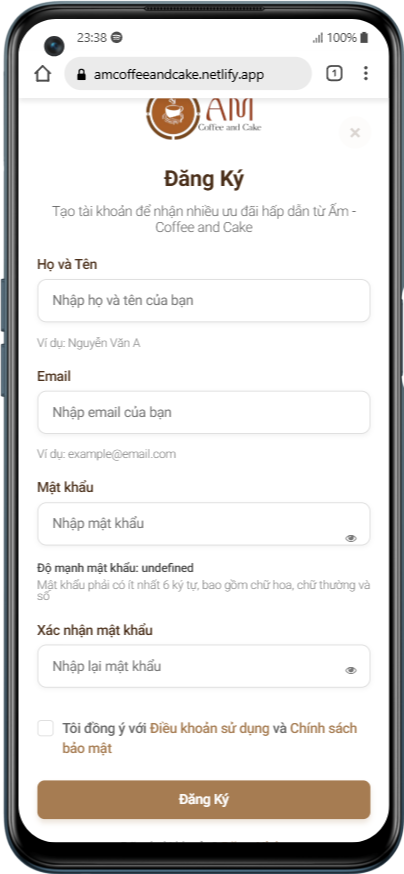 23:38
100%
amcoffeeandcake.netlify.app
1
ẤM
Coffee and Cake
Đăng Ký
Tạo tài khoản để nhận nhiều ưu đãi hấp dẫn từ Ấm -
Coffee and Cake
Họ và Tên
Nhập họ và tên của bạn
Ví dụ: Nguyễn Văn A
Email
Nhập email của bạn
Ví dụ: example@email.com
Mật khẩu
Nhập mật khẩu
Độ mạnh mật khẩu: undefined
Mật khẩu phải có ít nhất 6 ký tự, bao gồm chữ hoa, chữ thường và
số
Xác nhận mật khẩu
Nhập lại mật khẩu
Tôi đồng ý với Điều khoản sử dụng và Chính sách
bảo mật
Đăng Ký